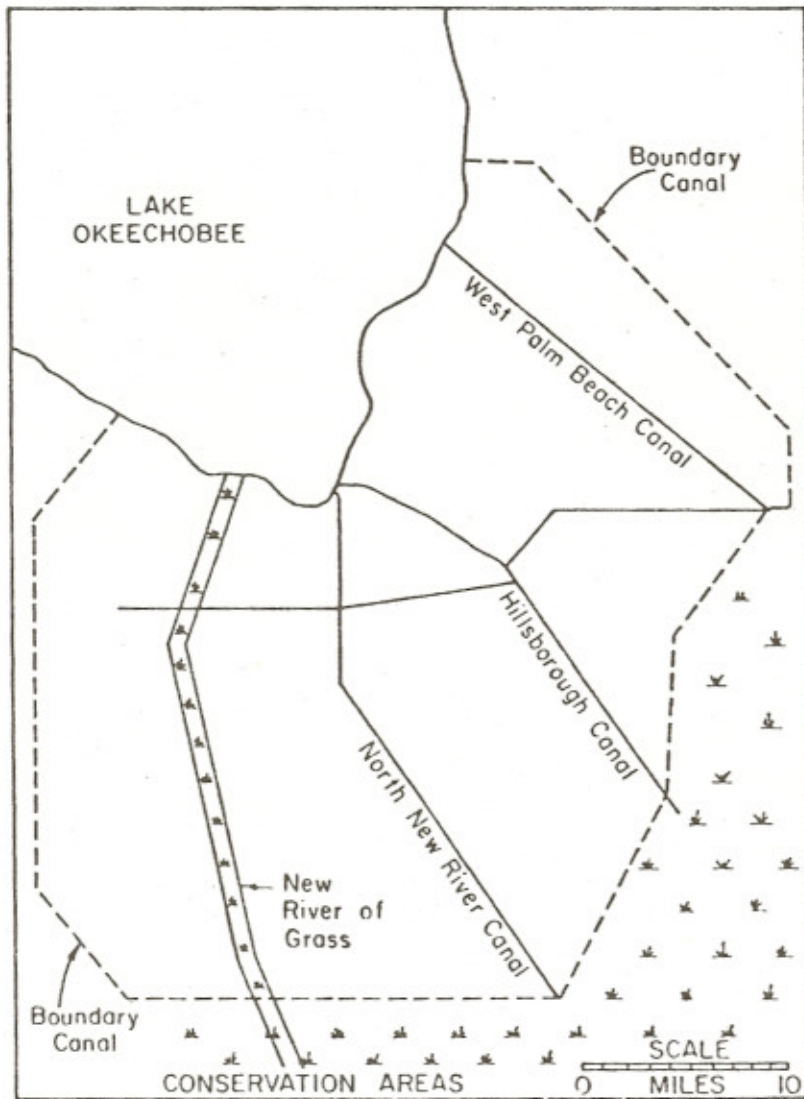 LAKE
OKEECHOBEE
Boundary
Canal
West Palm Beach Canal
Hillsborough Canal
North New River Canal
New
River of
Grass
Boundary
Canal
CONSERVATION AREAS
SCALE
0 MILES 10